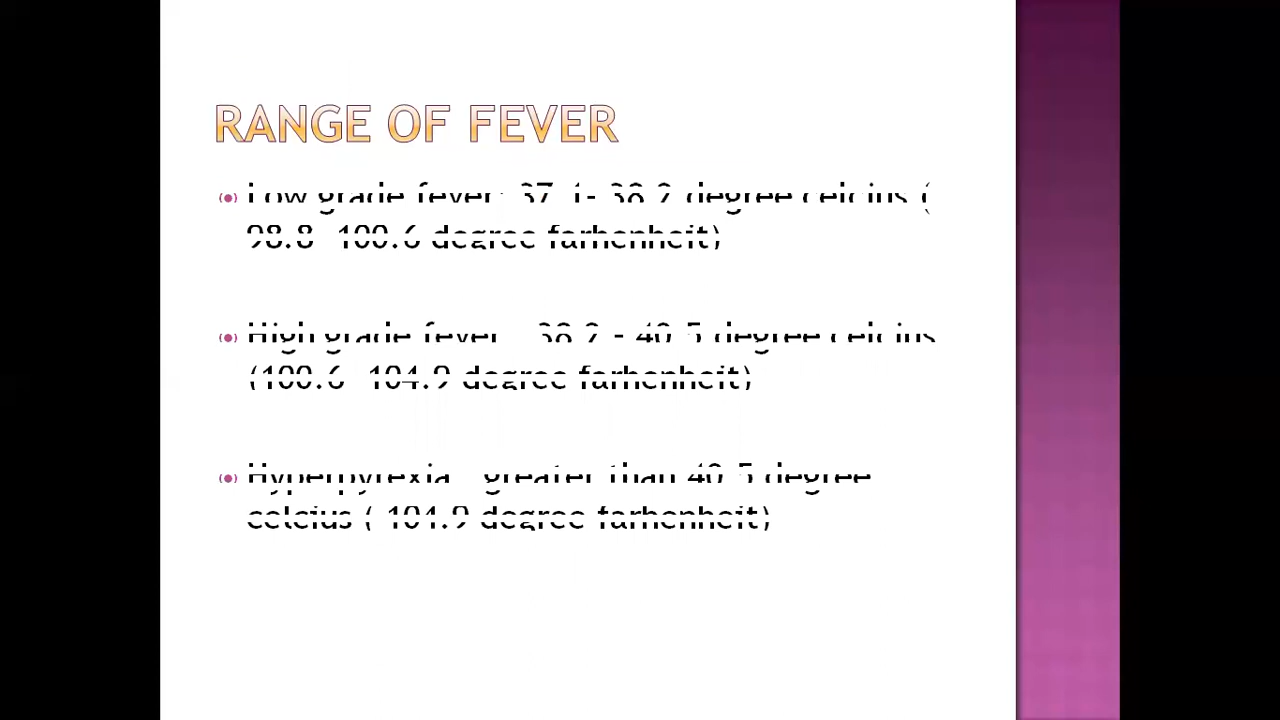 RANGE OF FEVER
Low grade fever 37.1- 38.2 degree celcius (
98.8 100.6 degree farhenheit)
High grade fever 38.2 - 40.5 degree celcius
(100.6 104.9 degree farhenheit)
Hyperpyrexia greater than 40.5 degree
celcius ( 104.9 degree farhenheit)